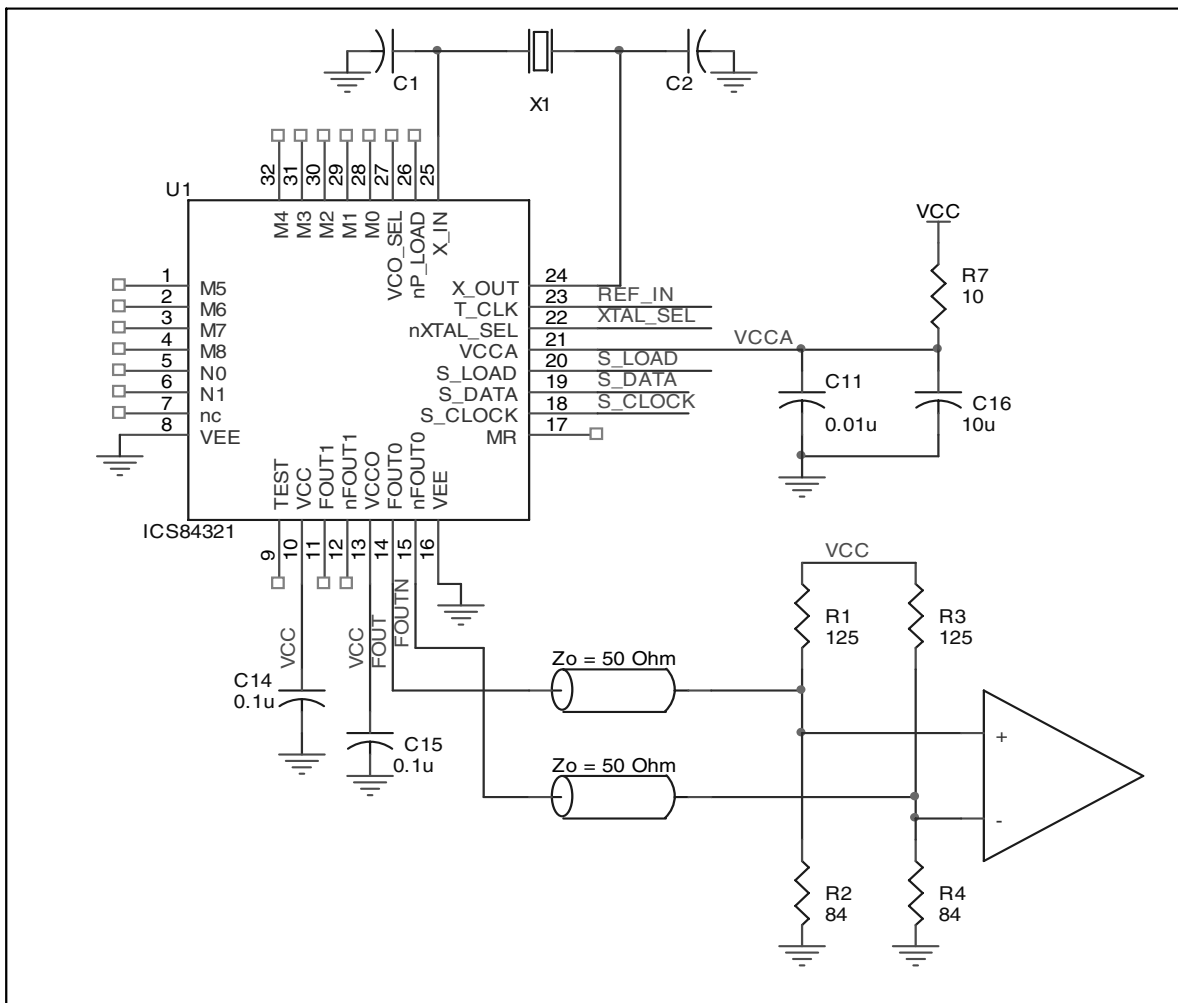 C1
X1
C2
U1
32
31
30
29
28
27
26
25
M4
M3
M2
M1
M0
VCO_SEL
nP_LOAD
X_IN
1 M5
2 M6
3 M7
4 M8
5 N0
6 N1
7 nc
8 VEE
X_OUT 24
T_CLK 23 REF_IN
nXTAL_SEL 22 XTAL_SEL
VCCA 21 VCCA
S_LOAD 20 S_LOAD
S_DATA 19 S_DATA
S_CLOCK 18 S_CLOCK
MR 17
TEST
VCC
FOUT1
nFOUT1
VCCO
FOUT0
nFOUT0
VEE
ICS84321
9
10
11
12
13
14
15
16
VCC
R7
10
C11
0.01u
C16
10u
VCC
VCC
FOUT
FOUTN
C14
0.1u
C15
0.1u
Zo = 50 Ohm
Zo = 50 Ohm
VCC
R1
125
R3
125
+
-
R2
84
R4
84